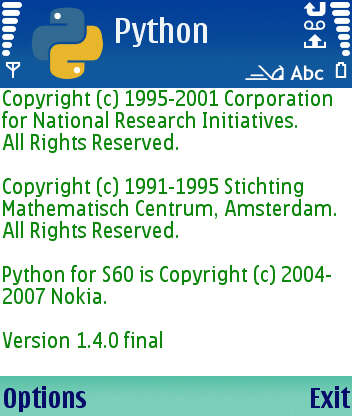 Python
Abc
Copyright (c) 1995-2001 Corporation
for National Research Initiatives.
All Rights Reserved.
Copyright (c) 1991-1995 Stichting
Mathematisch Centrum, Amsterdam.
All Rights Reserved.
Python for S60 is Copyright (c) 2004-
2007 Nokia.
Version 1.4.0 final
Options Exit